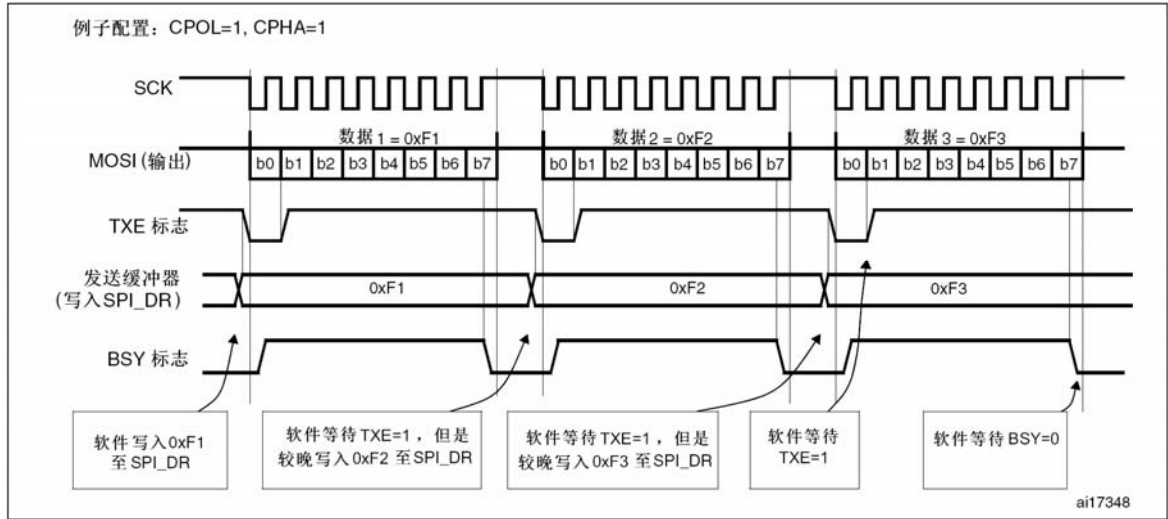 例子配置：CPOL=1, CPHA=1
SCK
数据 1 = 0xF1
数据 2 = 0xF2
数据 3 = 0xF3
MOSI (输出)
b0 b1 b2 b3 b4 b5 b6 b7
b0 b1 b2 b3 b4 b5 b6 b7
b0 b1 b2 b3 b4 b5 b6 b7
TXE 标志
发送缓冲器
(写入SPI_DR)
0xF1
0xF2
0xF3
BSY 标志
软件写入0xF1
至SPI_DR
软件等待TXE=1，但是
较晚写入0xF2 至SPI_DR
软件等待TXE=1，但是
较晚写入0xF3 至SPI_DR
软件等待
TXE=1
软件等待 BSY=0
ai17348